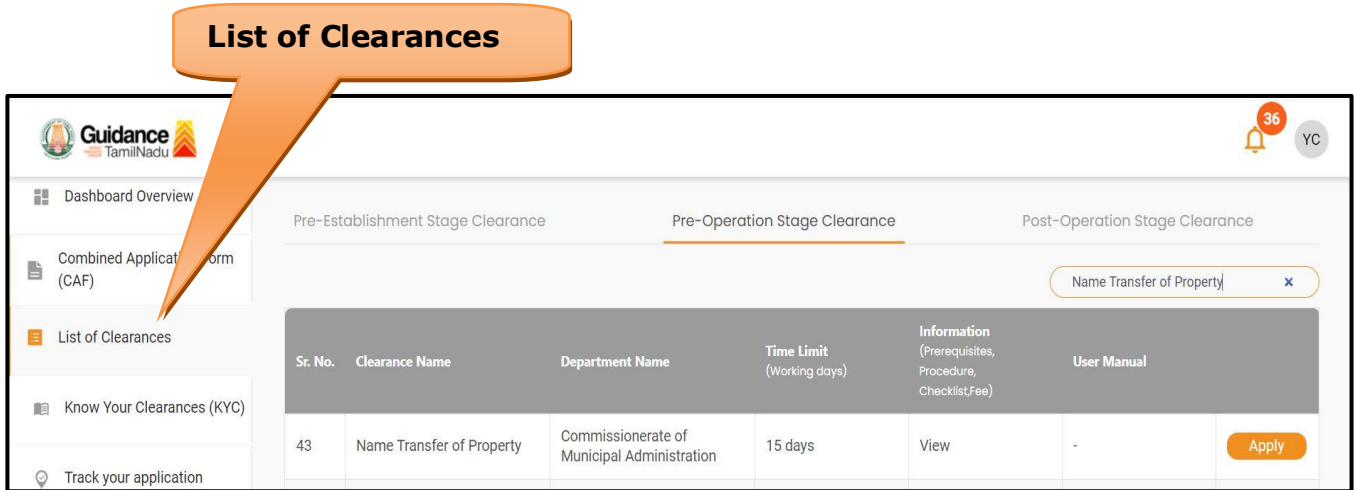 List of Clearances
36
Guidance
TamilNadu
YC
Dashboard Overview
Pre-Establishment Stage Clearance
Pre-Operation Stage Clearance
Post-Operation Stage Clearance
Combined Applicat orm
(CAF)
Name Transfer of Property x
List of Clearances
Sr. No.
Clearance Name
Department Name
Time Limit
(Working days)
Information
(Prerequisites,
Procedure,
Checklist,Fee)
User Manual
Know Your Clearances (KYC)
43
Name Transfer of Property
Commissionerate of
Municipal Administration
15 days
View
-
Apply
Track your application